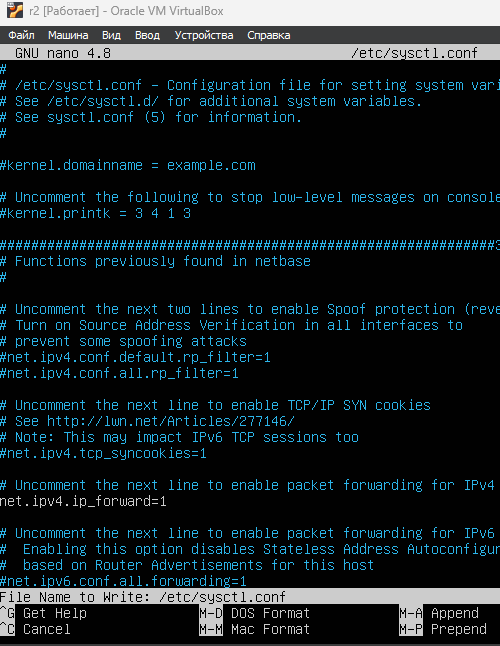 r2 [Работает] - Oracle VM VirtualBox
Файл Машина Вид Ввод Устройства Справка
GNU nano 4.8 /etc/sysctl.conf
#
# /etc/sysctl.conf - Configuration file for setting system vari
# See /etc/sysctl.d/ for additional system variables.
# See sysctl.conf (5) for information.
#
#kernel.domainname = example.com
# Uncomment the following to stop low-level messages on console
#kernel.printk = 3 4 1 3
##############################################################3
# Functions previously found in netbase
#
# Uncomment the next two lines to enable Spoof protection (reve
# Turn on Source Address Verification in all interfaces to
# prevent some spoofing attacks
#net.ipv4.conf.default.rp_filter=1
#net.ipv4.conf.all.rp_filter=1
# Uncomment the next line to enable TCP/IP SYN cookies
# See http://lwn.net/Articles/277146/
# Note: This may impact IPv6 TCP sessions too
#net.ipv4.tcp_syncookies=1
# Uncomment the next line to enable packet forwarding for IPv4
net.ipv4.ip_forward=1
# Uncomment the next line to enable packet forwarding for IPv6
#  Enabling this option disables Stateless Address Autoconfigur
#  based on Router Advertisements for this host
#net.ipv6.conf.all.forwarding=1
File Name to Write: /etc/sysctl.conf
^G Get Help M-D DOS Format M-A Append
^C Cancel M-M Mac Format M-P Prepend